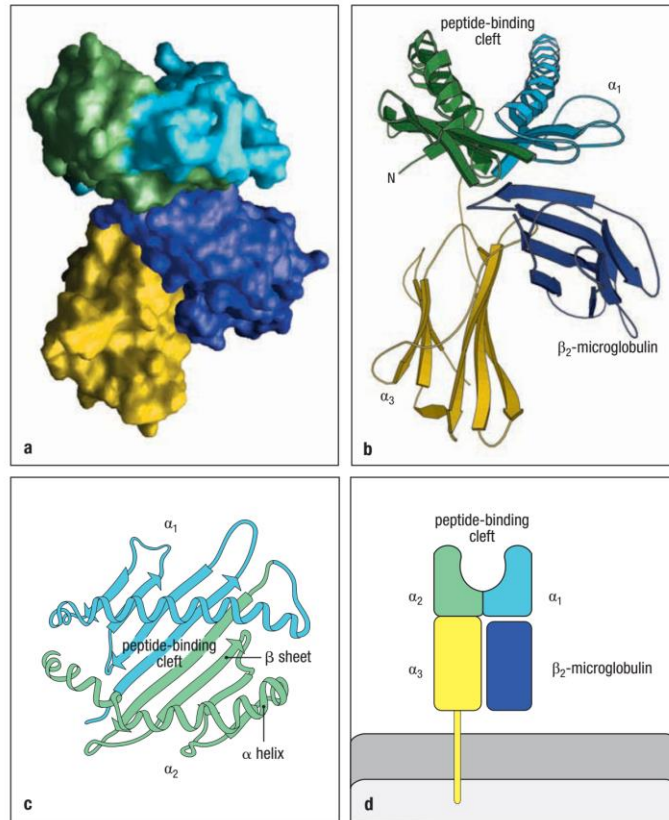 peptide-binding
cleft
α1
N
β2-microglobulin
α3
a
b
α1
peptide-binding
cleft
β sheet
α helix
α2
c
peptide-binding
cleft
α2
α1
α3
β2-microglobulin
d